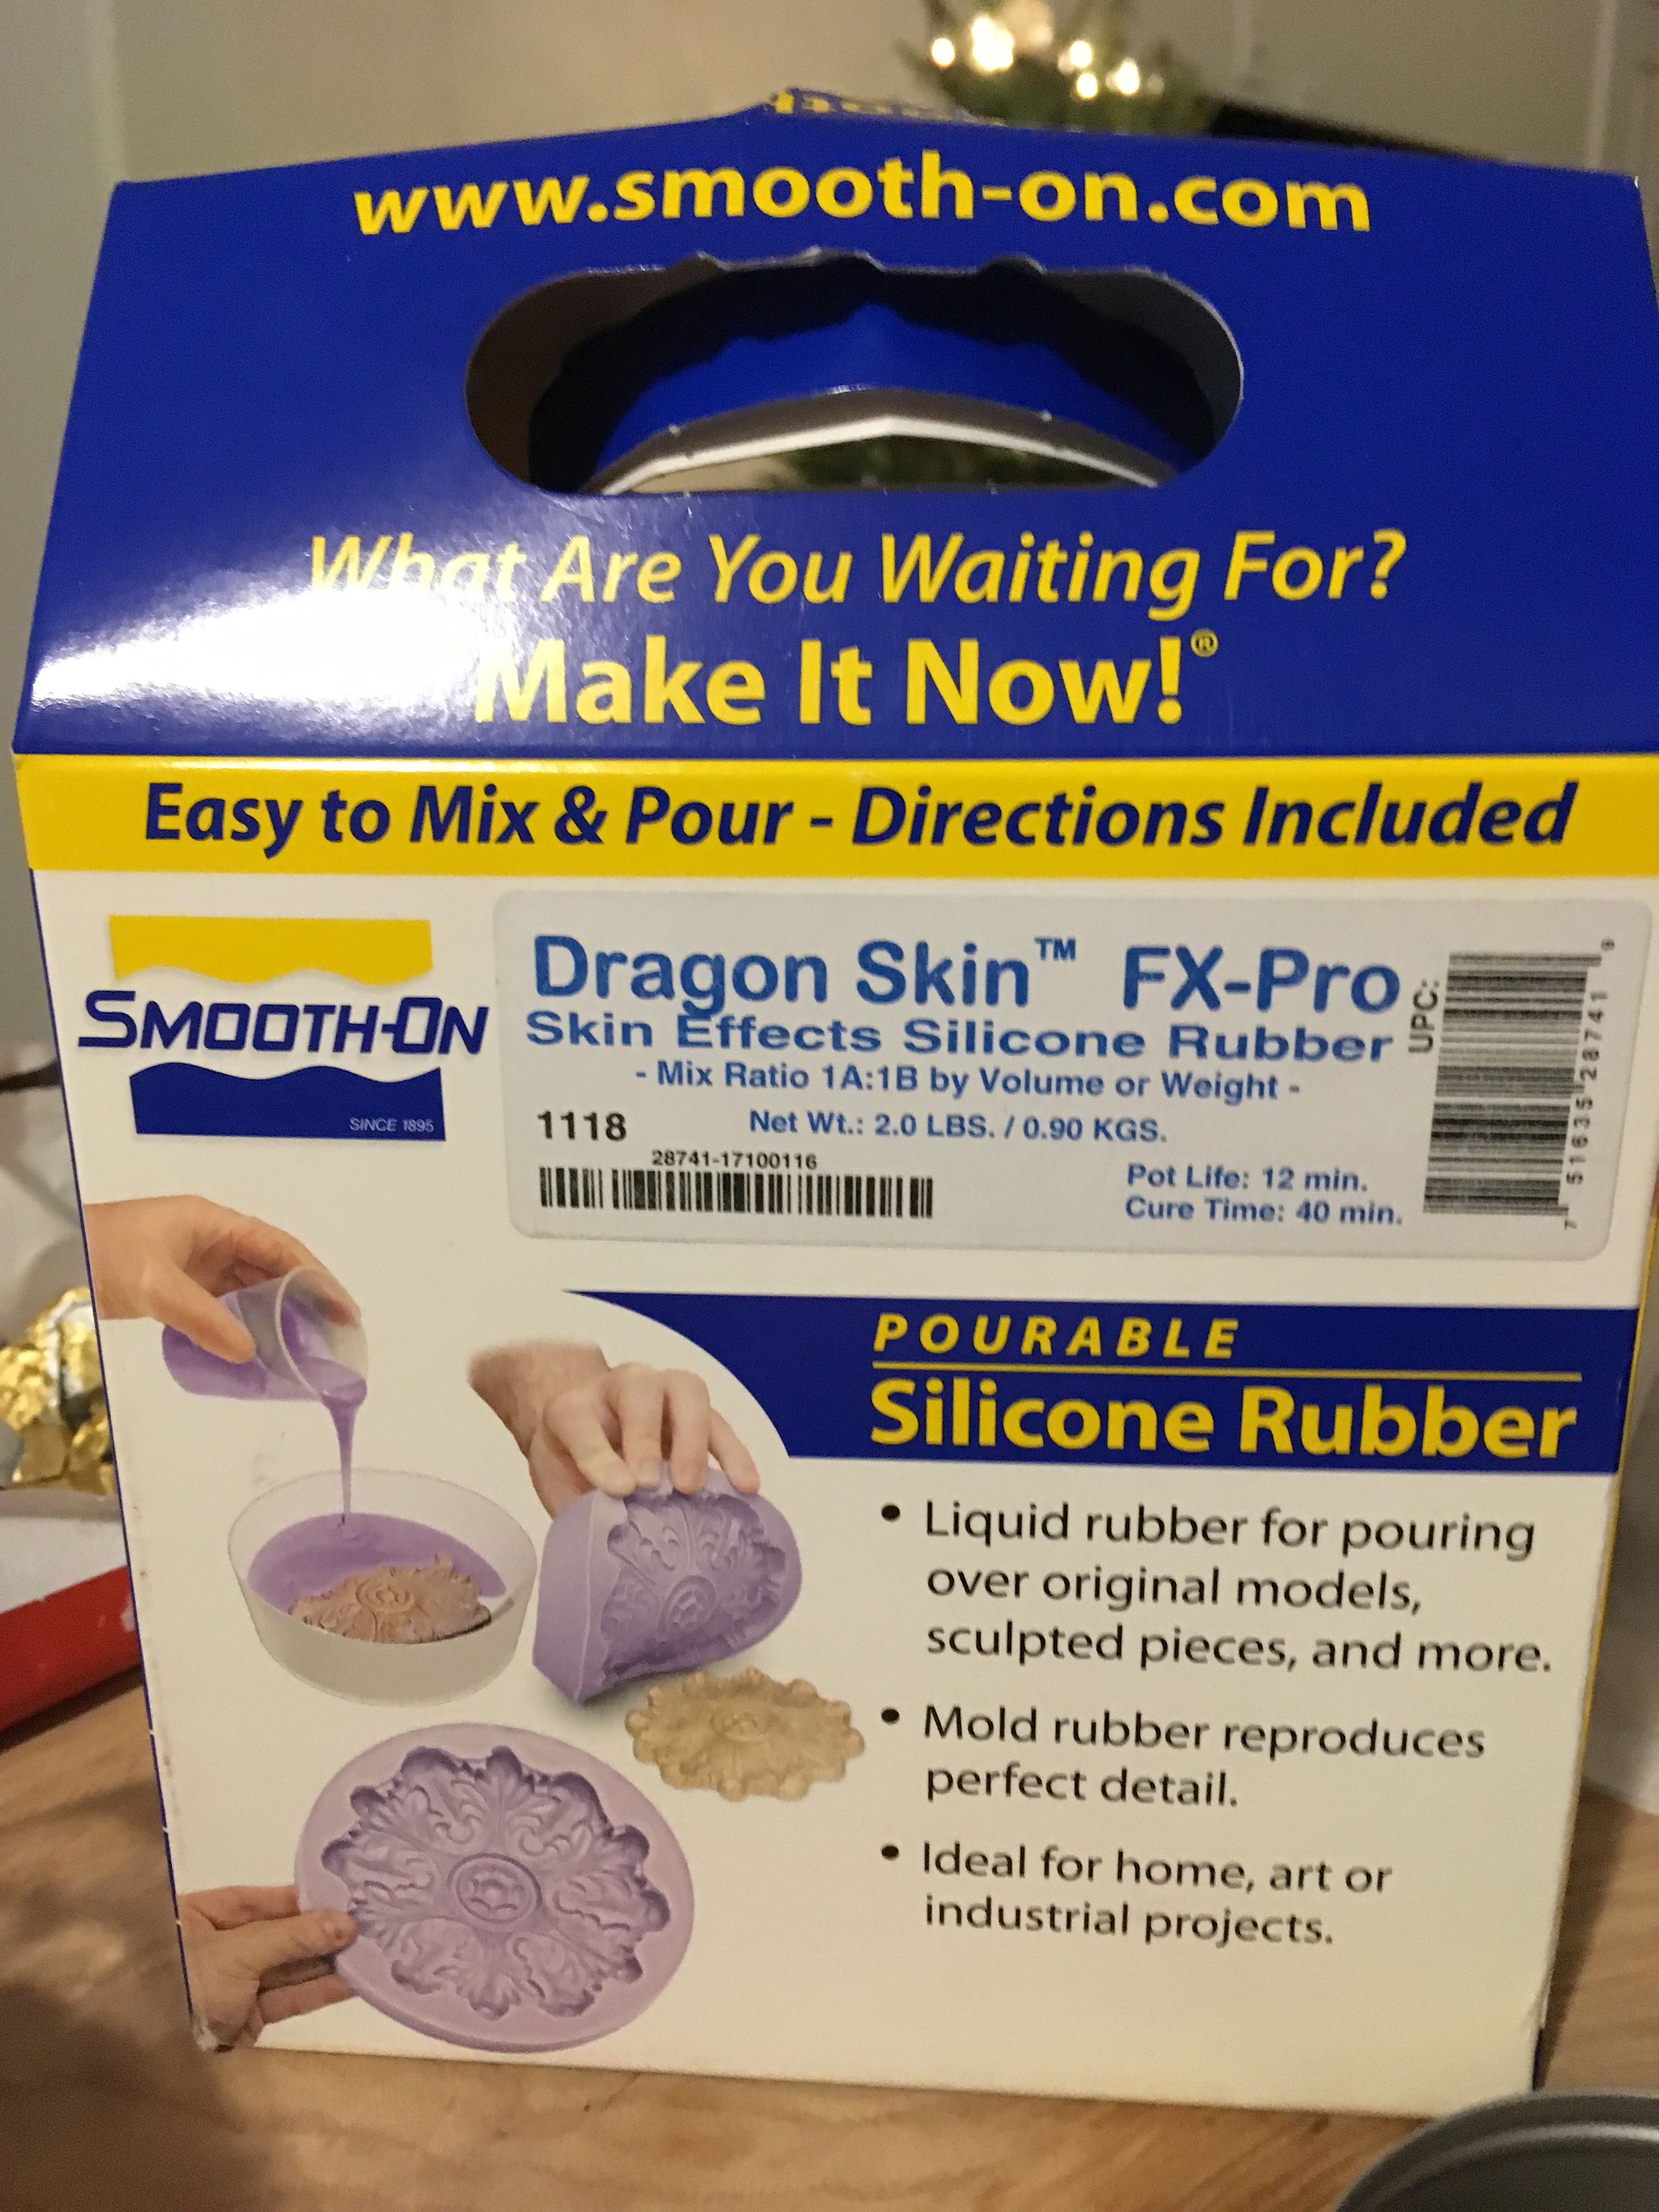 www.smooth-on.com
What Are You Waiting For?
Make It Now!®
Easy to Mix & Pour - Directions Included
SMOOTH-ON
SINCE 1895
Dragon Skin™ FX-Pro
Skin Effects Silicone Rubber
- Mix Ratio 1A:1B by Volume or Weight -
1118
Net Wt.: 2.0 LBS. / 0.90 KGS.
28741-17100116
Pot Life: 12 min.
Cure Time: 40 min.
UPC:
7 51635 28741 9
POURABLE
Silicone Rubber
• Liquid rubber for pouring
over original models,
sculpted pieces, and more.
• Mold rubber reproduces
perfect detail.
• Ideal for home, art or
industrial projects.